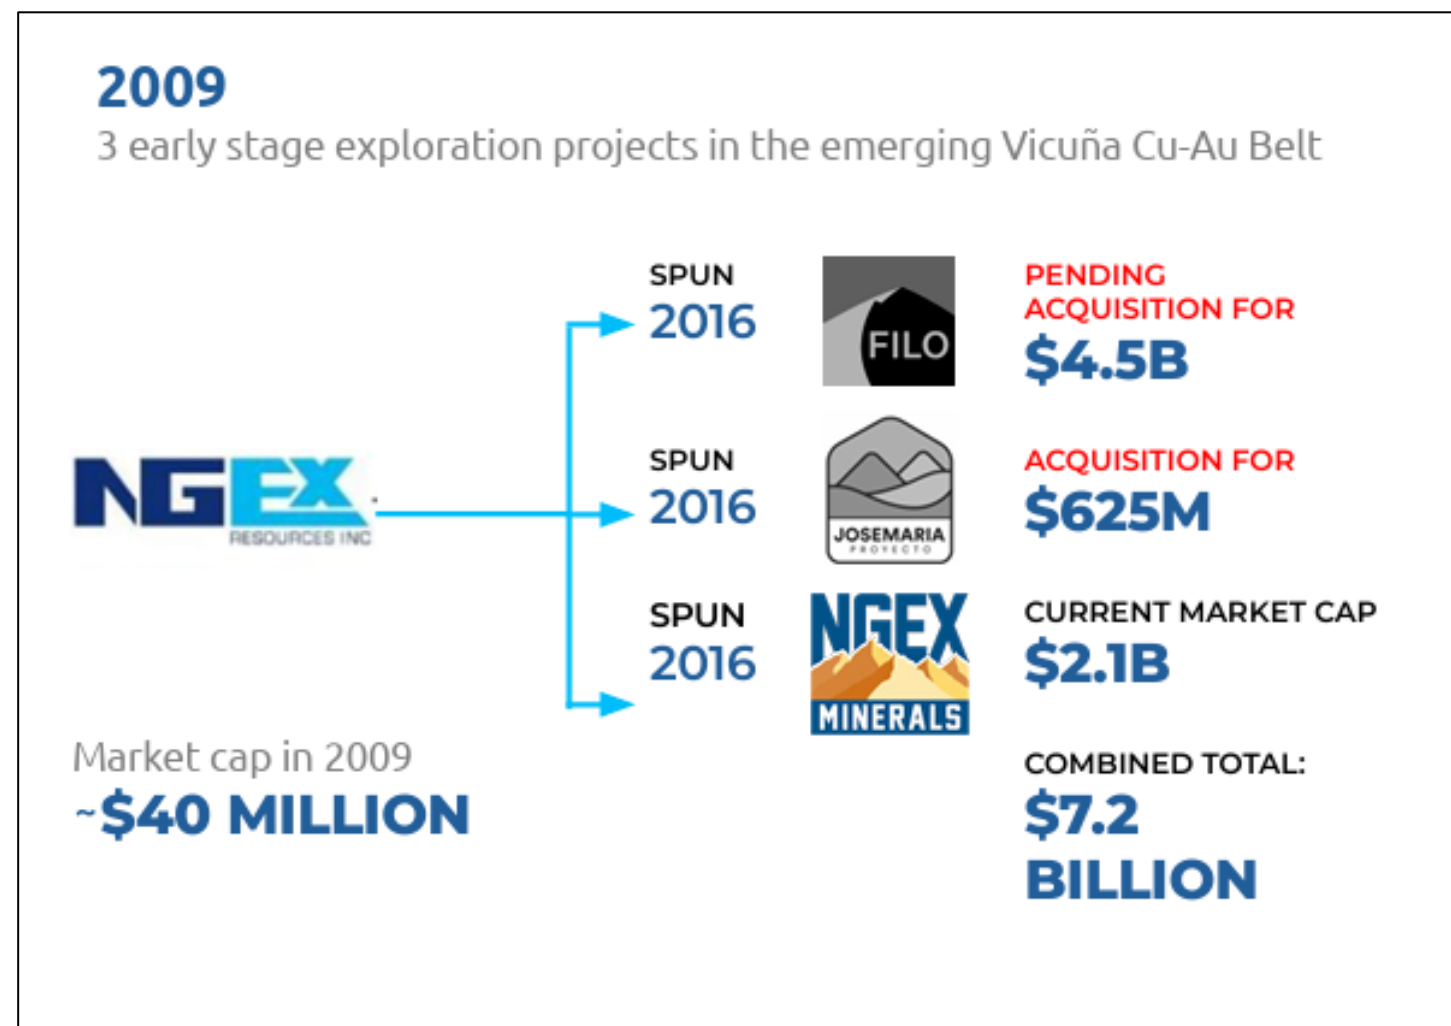 2009
3 early stage exploration projects in the emerging Vicuña Cu-Au Belt
SPUN
2016
FILO
PENDING
ACQUISITION FOR
$4.5B
NGEX
RESOURCES INC
SPUN
2016
JOSEMARIA
PROYECTO
ACQUISITION FOR
$625M
SPUN
2016
NGEX
MINERALS
CURRENT MARKET CAP
$2.1B
Market cap in 2009
~$40 MILLION
COMBINED TOTAL:
$7.2
BILLION